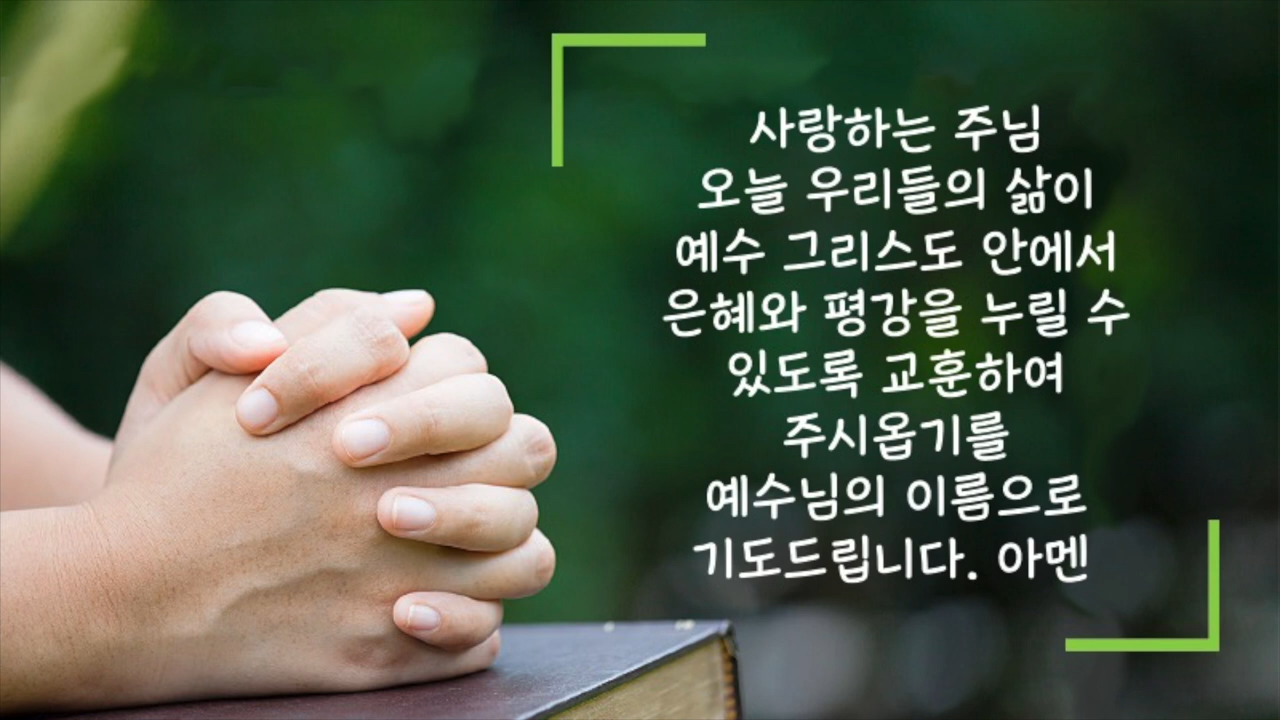 사랑하는 주님
오늘 우리들의 삶이
예수 그리스도 안에서
은혜와 평강을 누릴 수
있도록 교훈하여
주시옵기를
예수님의 이름으로
기도드립니다. 아멘